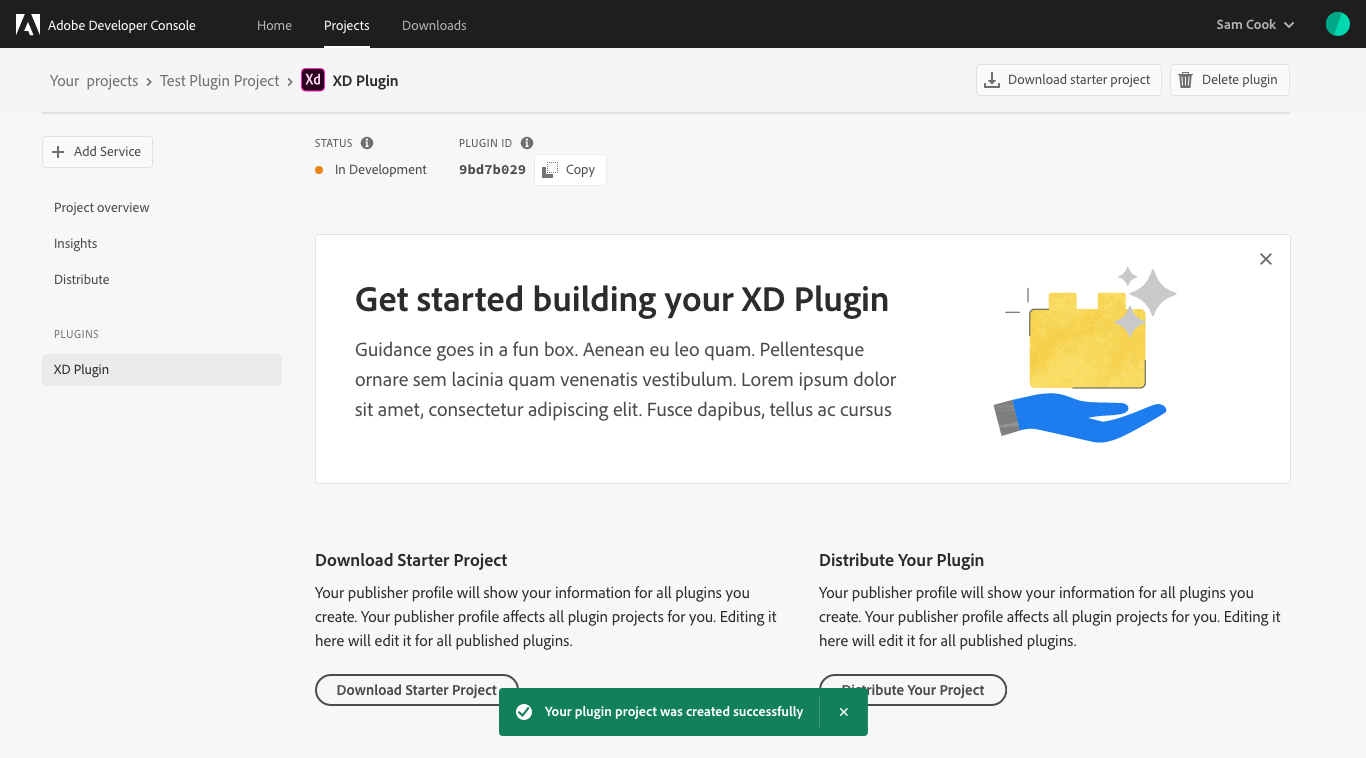 Adobe Developer Console
Home
Projects
Downloads
Sam Cook
Your projects › Test Plugin Project › Xd XD Plugin
Download starter project
Delete plugin
Add Service
Project overview
Insights
Distribute
PLUGINS
XD Plugin
STATUS
In Development
PLUGIN ID
9bd7b029
Copy
Get started building your XD Plugin
Guidance goes in a fun box. Aenean eu leo quam. Pellentesque
ornare sem lacinia quam venenatis vestibulum. Lorem ipsum dolor
sit amet, consectetur adipiscing elit. Fusce dapibus, tellus ac cursus
Download Starter Project
Your publisher profile will show your information for all plugins you
create. Your publisher profile affects all plugin projects for you. Editing it
here will edit it for all published plugins.
Download Starter Project
Distribute Your Plugin
Your publisher profile will show your information for all plugins you
create. Your publisher profile affects all plugin projects for you. Editing it
here will edit it for all published plugins.
Distribute Your Project
Your plugin project was created successfully